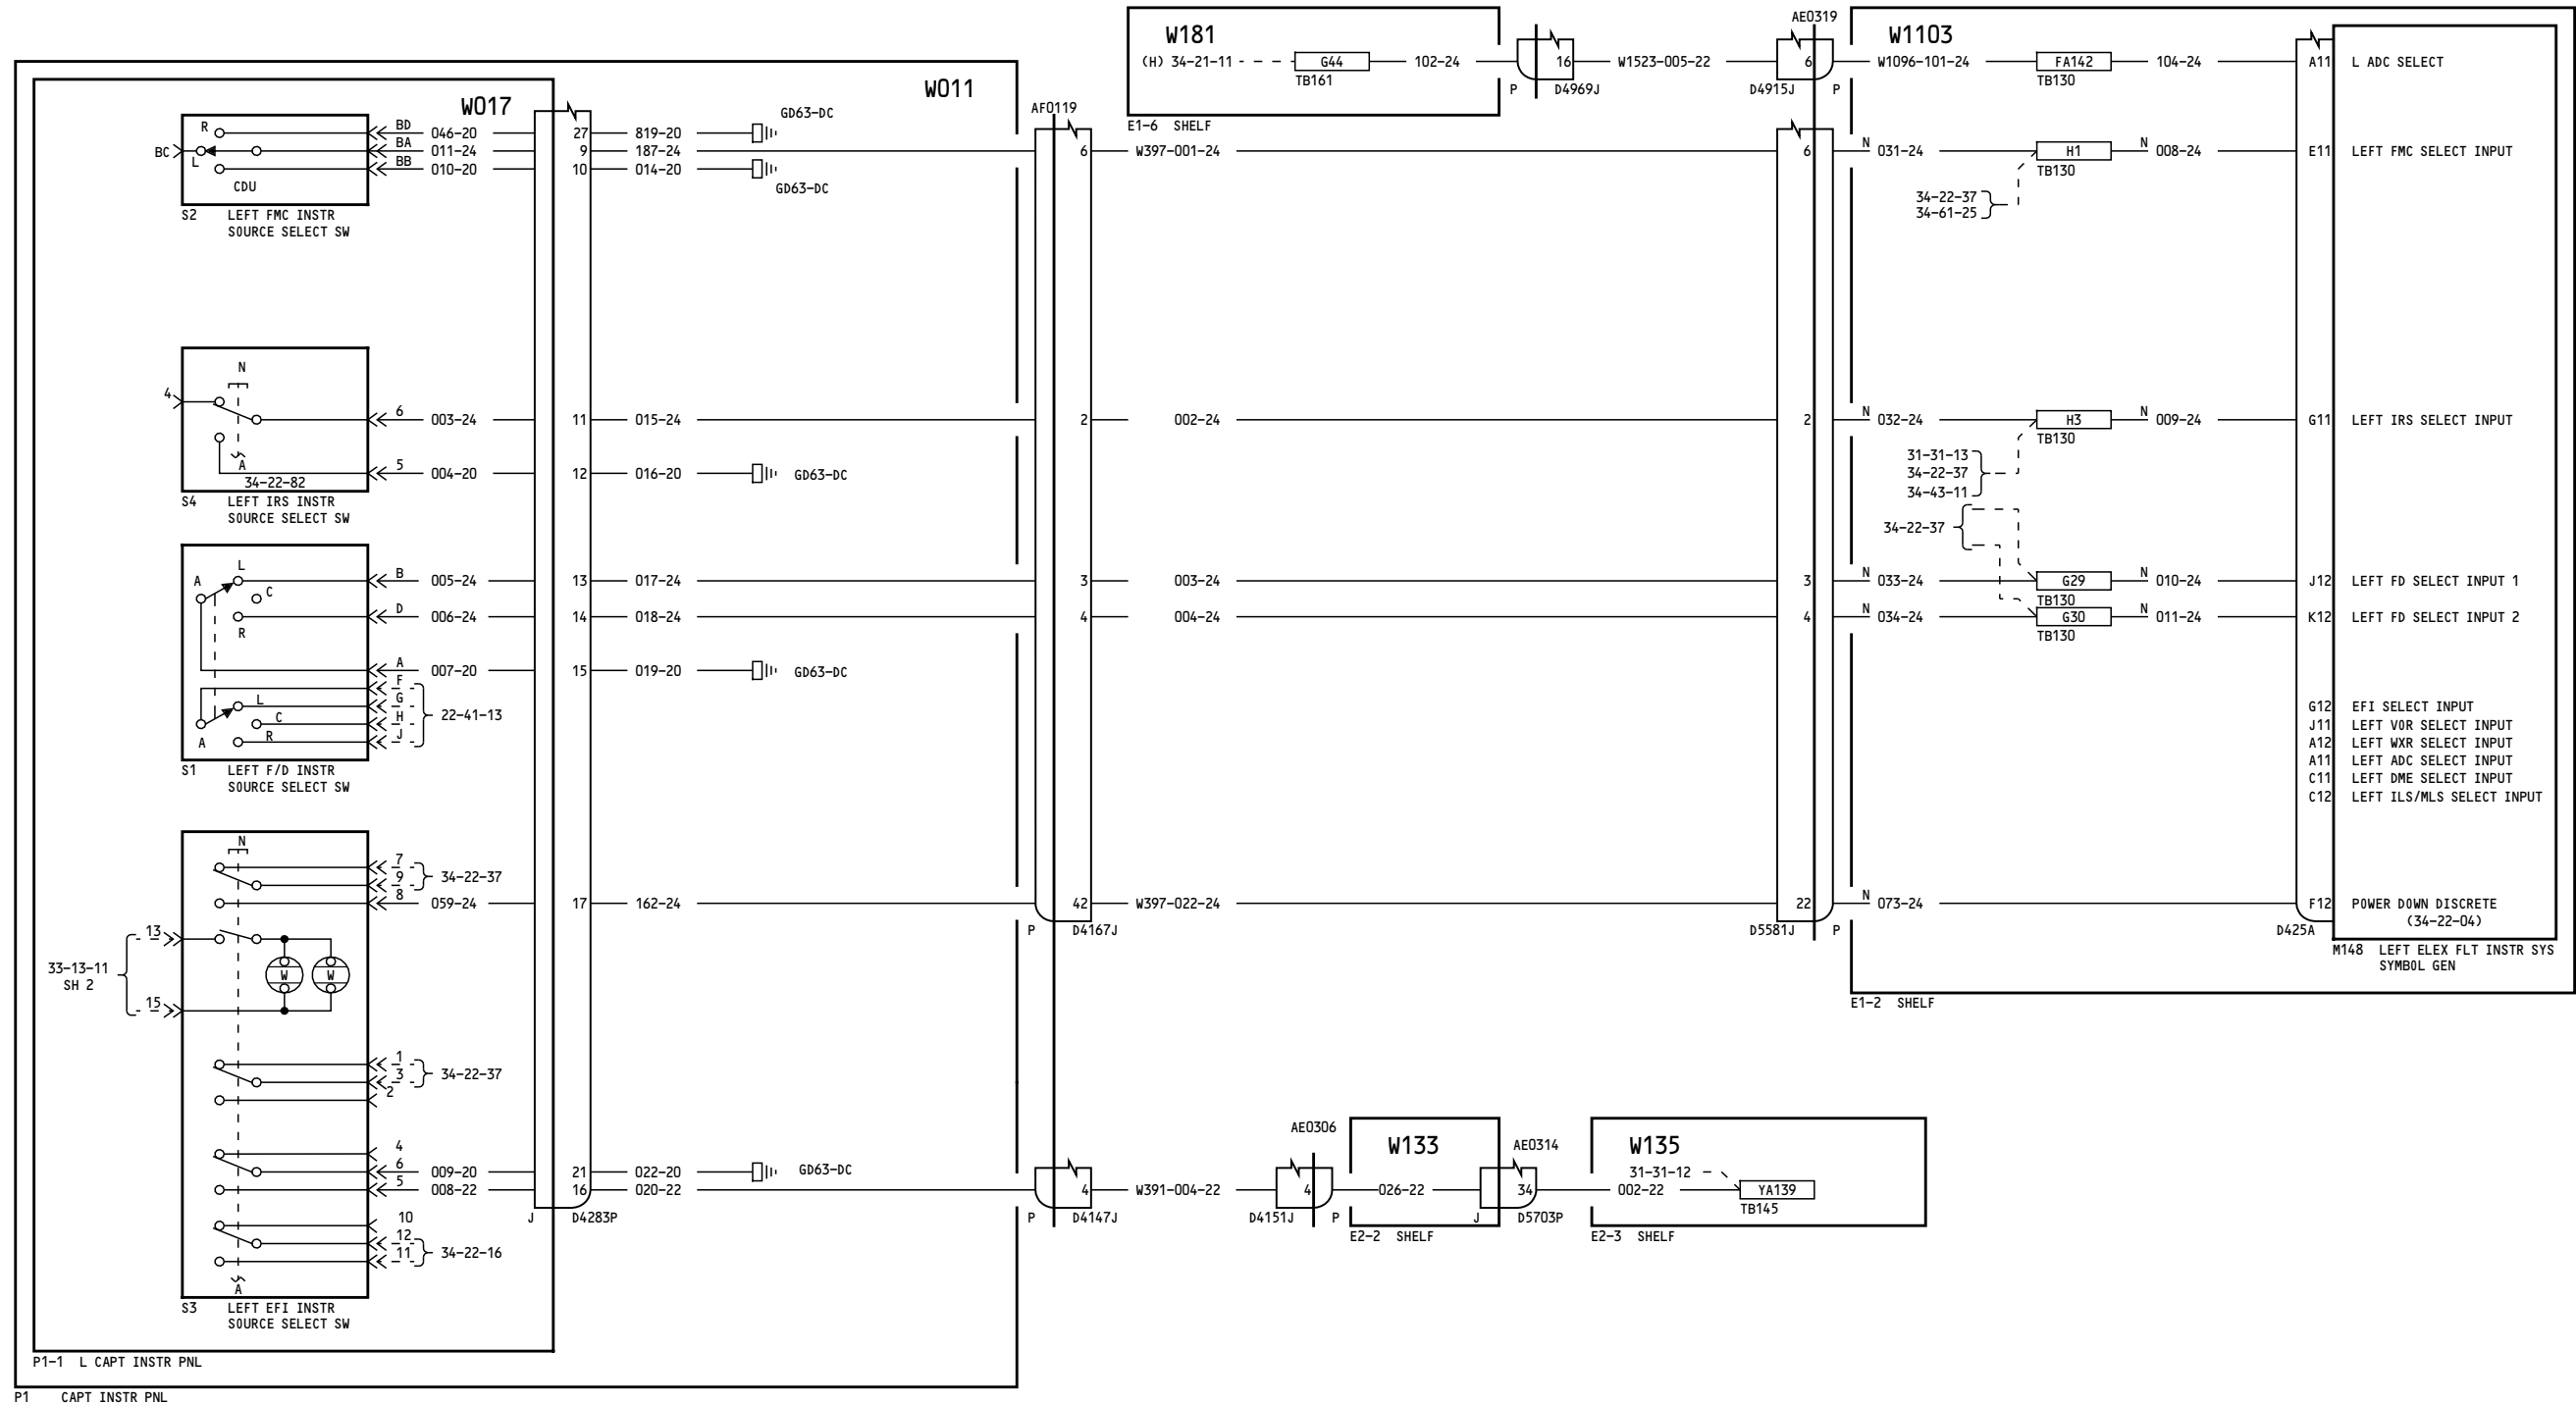 W181
AE0319
W1103
(H) 34-21-11
G44
TB161
102-24
16
W1523-005-22
6
W1096-101-24
FA142
TB130
104-24
A11
L ADC SELECT
P
D4969J
D4915J
P
E1-6 SHELF
W017
W011
AF0119
GD63-DC
R
BC
L
CDU
BD
BA
BB
046-20
011-24
010-20
27
9
10
819-20
187-24
014-20
GD63-DC
6
W397-001-24
6
N
031-24
H1
TB130
N
008-24
E11
LEFT FMC SELECT INPUT
34-22-37
34-61-25
S2 LEFT FMC INSTR
SOURCE SELECT SW
N
4
A
34-22-82
6
003-24
11
015-24
2
002-24
2
N
032-24
H3
TB130
N
009-24
G11
LEFT IRS SELECT INPUT
5
004-20
12
016-20
GD63-DC
31-31-13
34-22-37
34-43-11
34-22-37
S4 LEFT IRS INSTR
SOURCE SELECT SW
A
L
C
R
B
005-24
13
017-24
3
003-24
3
N
033-24
G29
TB130
N
010-24
J12
LEFT FD SELECT INPUT 1
D
006-24
14
018-24
4
004-24
4
N
034-24
G30
TB130
N
011-24
K12
LEFT FD SELECT INPUT 2
A
007-20
15
019-20
GD63-DC
F
G
H
J
22-41-13
L
C
R
A
S1 LEFT F/D INSTR
SOURCE SELECT SW
G12 EFI SELECT INPUT
J11 LEFT VOR SELECT INPUT
A12 LEFT WXR SELECT INPUT
A11 LEFT ADC SELECT INPUT
C11 LEFT DME SELECT INPUT
C12 LEFT ILS/MLS SELECT INPUT
N
7
9
34-22-37
8
059-24
17
162-24
42
W397-022-24
22
N
073-24
F12
POWER DOWN DISCRETE
(34-22-04)
P
D4167J
D5581J
P
D425A
M148 LEFT ELEX FLT INSTR SYS
SYMBOL GEN
E1-2 SHELF
13
33-13-11
SH 2
15
W
W
1
3
34-22-37
2
4
6
009-20
21
022-20
GD63-DC
5
008-22
16
020-22
4
W391-004-22
AE0306
4
W133
026-22
AE0314
34
W135
31-31-12
002-22
YA139
TB145
J
D4283P
P
D4147J
D4151J
P
E2-2 SHELF
J
D5703P
E2-3 SHELF
10
12
11
34-22-16
A
S3 LEFT EFI INSTR
SOURCE SELECT SW
P1-1 L CAPT INSTR PNL
P1 CAPT INSTR PNL